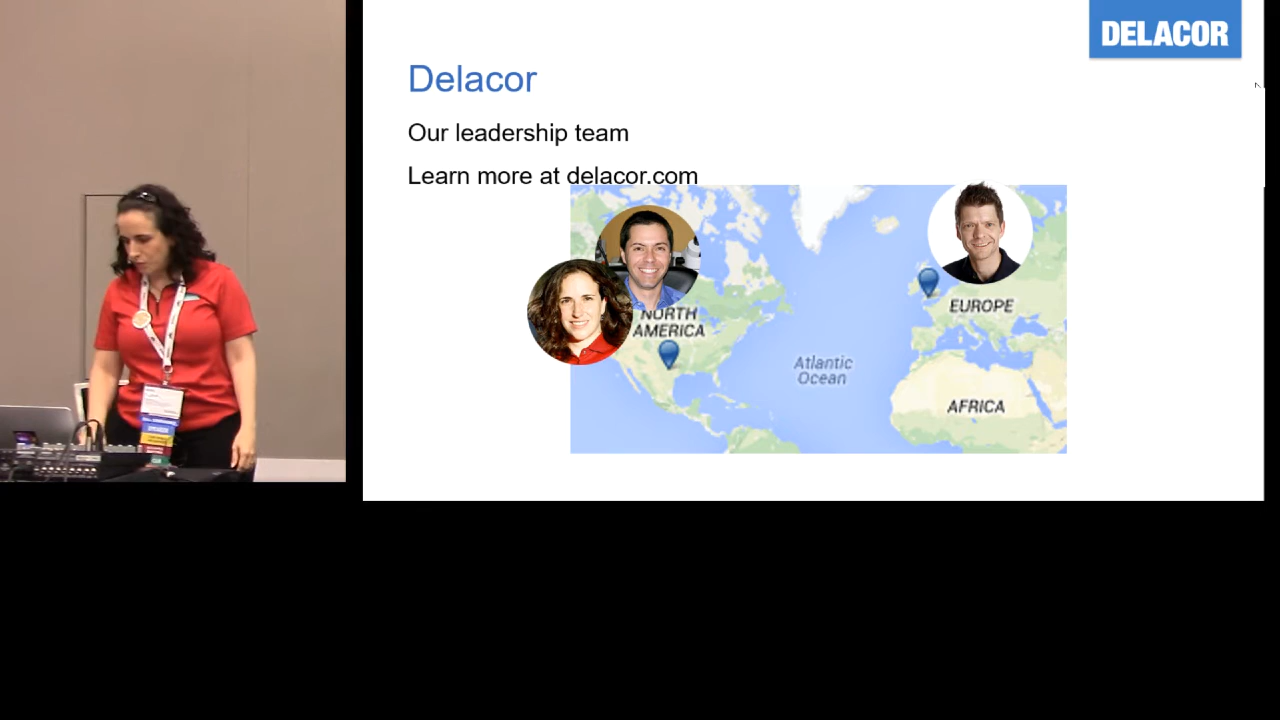 DELACOR
Delacor
Our leadership team
Learn more at delacor.com
NORTH
AMERICA
EUROPE
Atlantic
Ocean
AFRICA